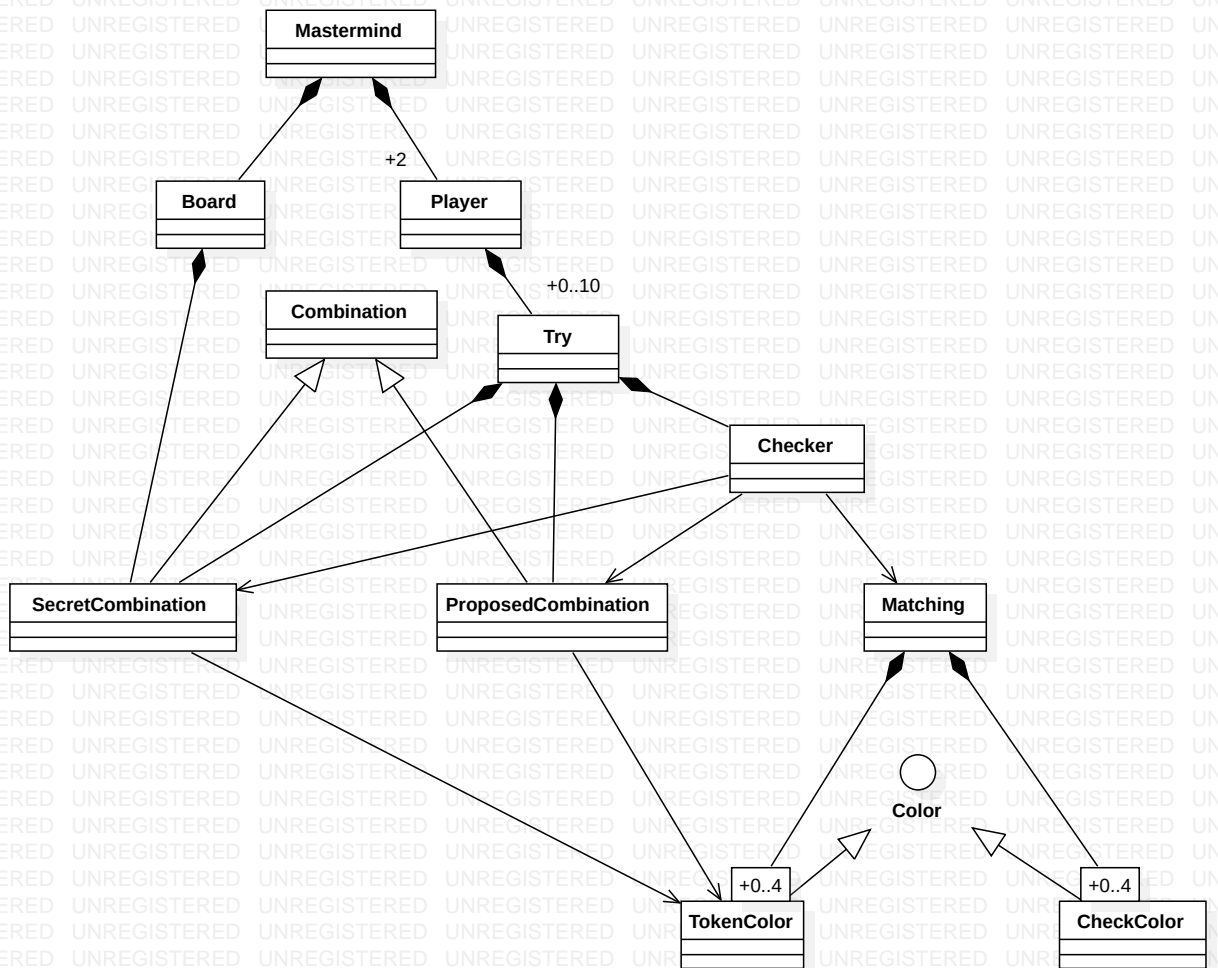 Mastermind
+2
Board
Player
+0..10
Combination
Try
Checker
SecretCombination
ProposedCombination
Matching
Color
+0..4
+0..4
TokenColor
CheckColor
UNREGISTERED